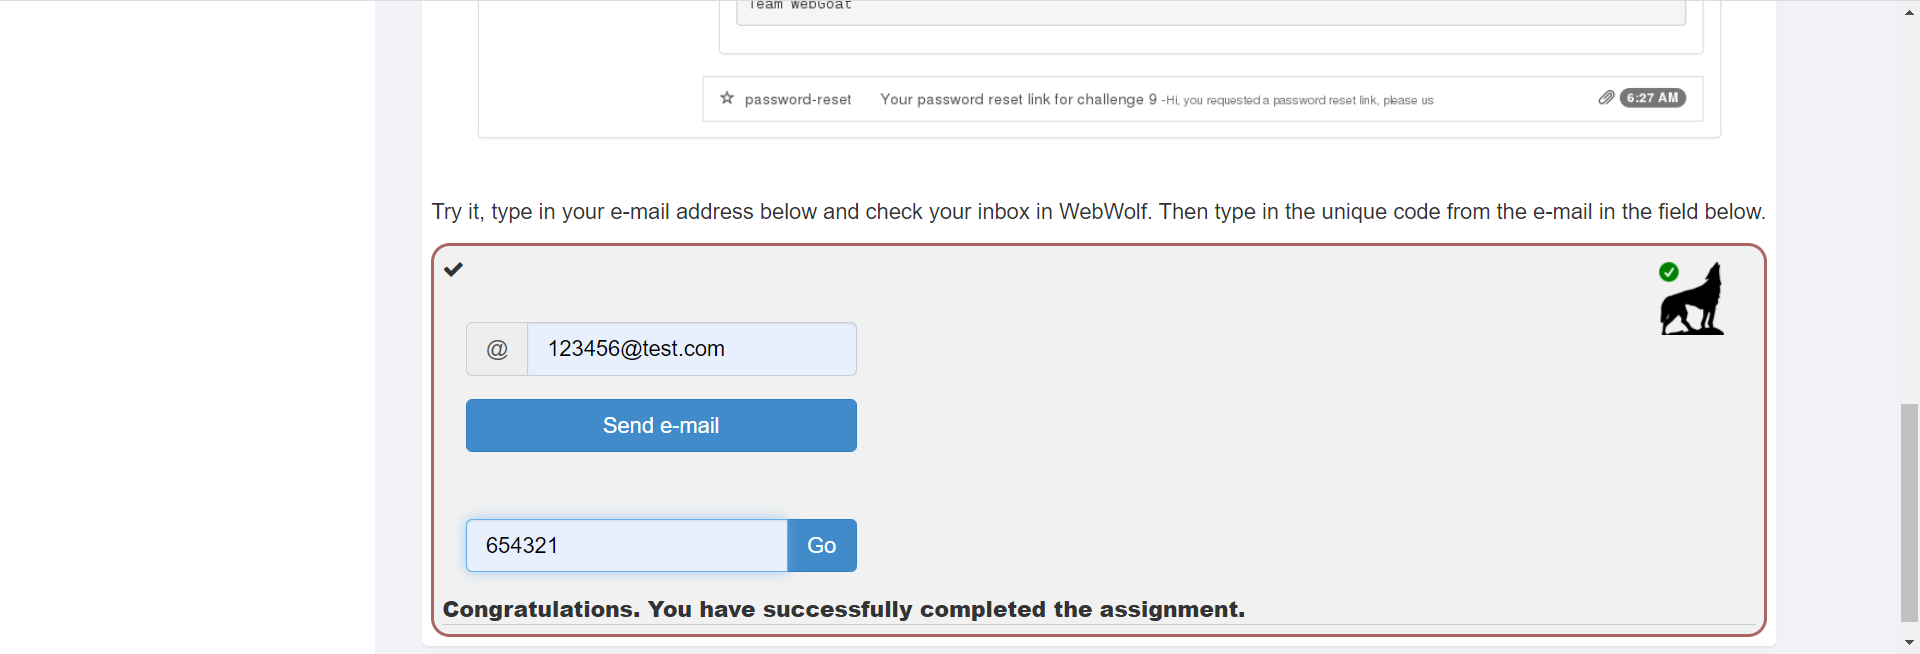 Team WebGoat
password-reset Your password reset link for challenge 9 -Hi, you requested a password reset link, please us 6:27 AM
Try it, type in your e-mail address below and check your inbox in WebWolf. Then type in the unique code from the e-mail in the field below.
@ 123456@test.com
Send e-mail
654321 Go
Congratulations. You have successfully completed the assignment.